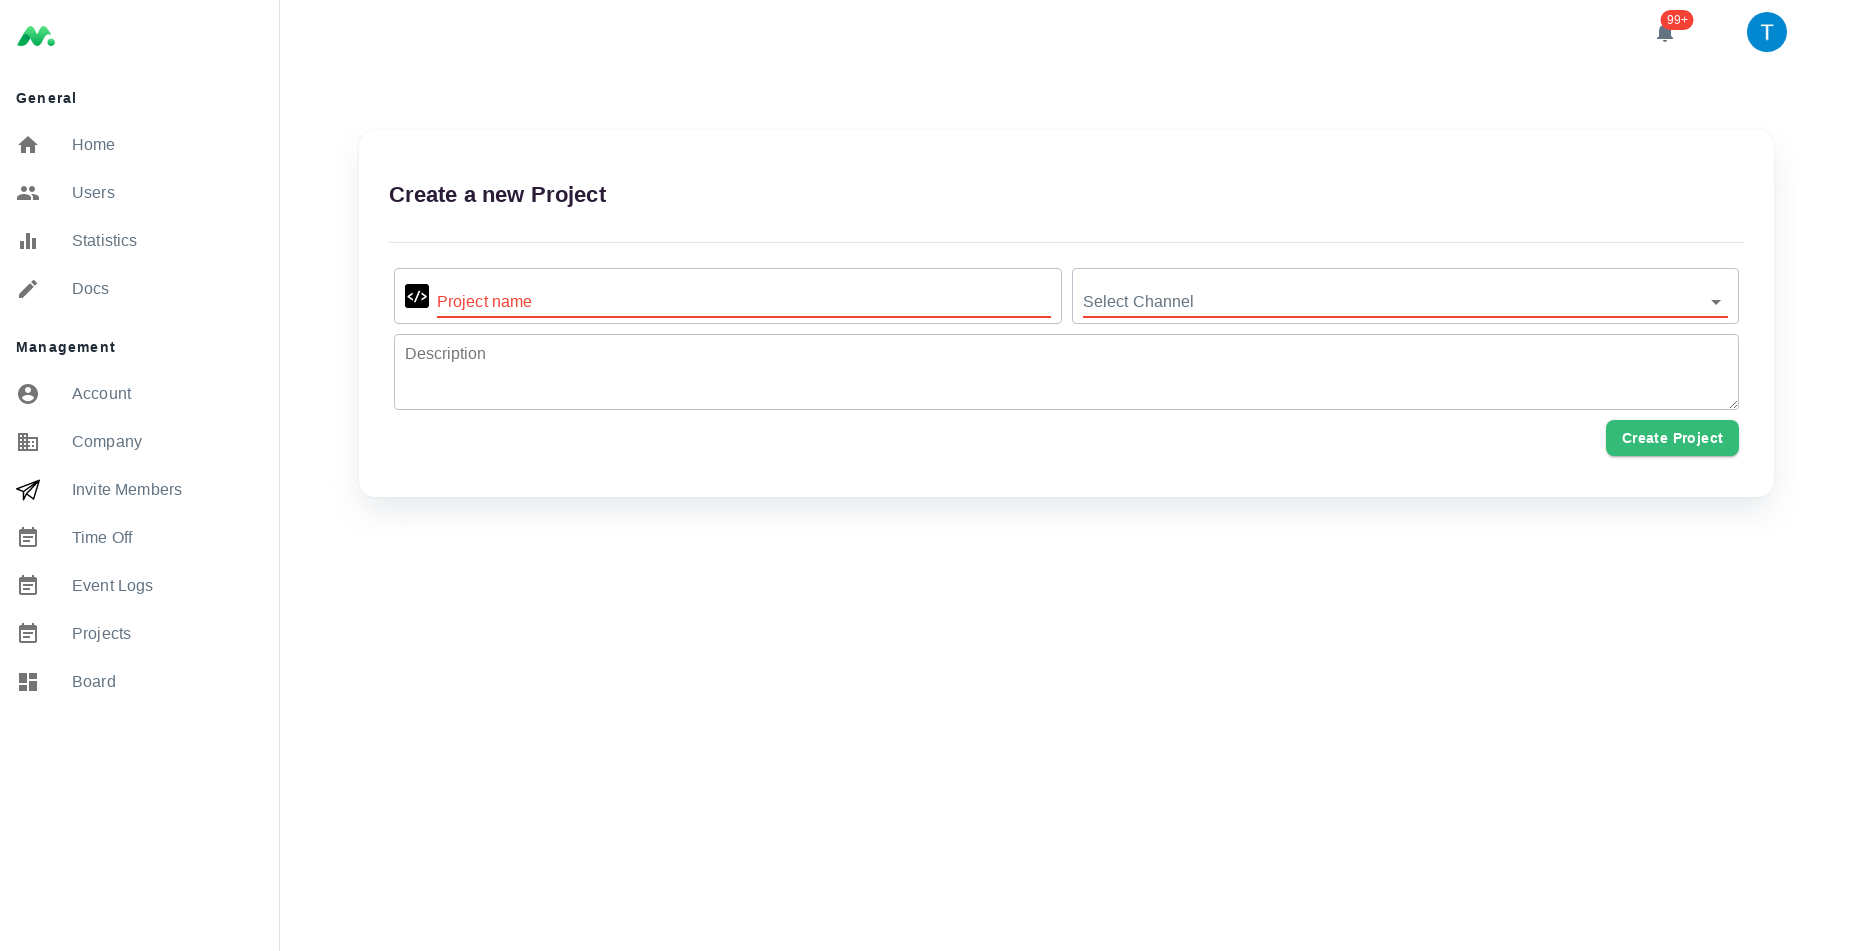 99+
T
General
Home
Users
Statistics
Docs
Management
Account
Company
Invite Members
Time Off
Event Logs
Projects
Board
Create a new Project
Project name
Select Channel
Description
Create Project